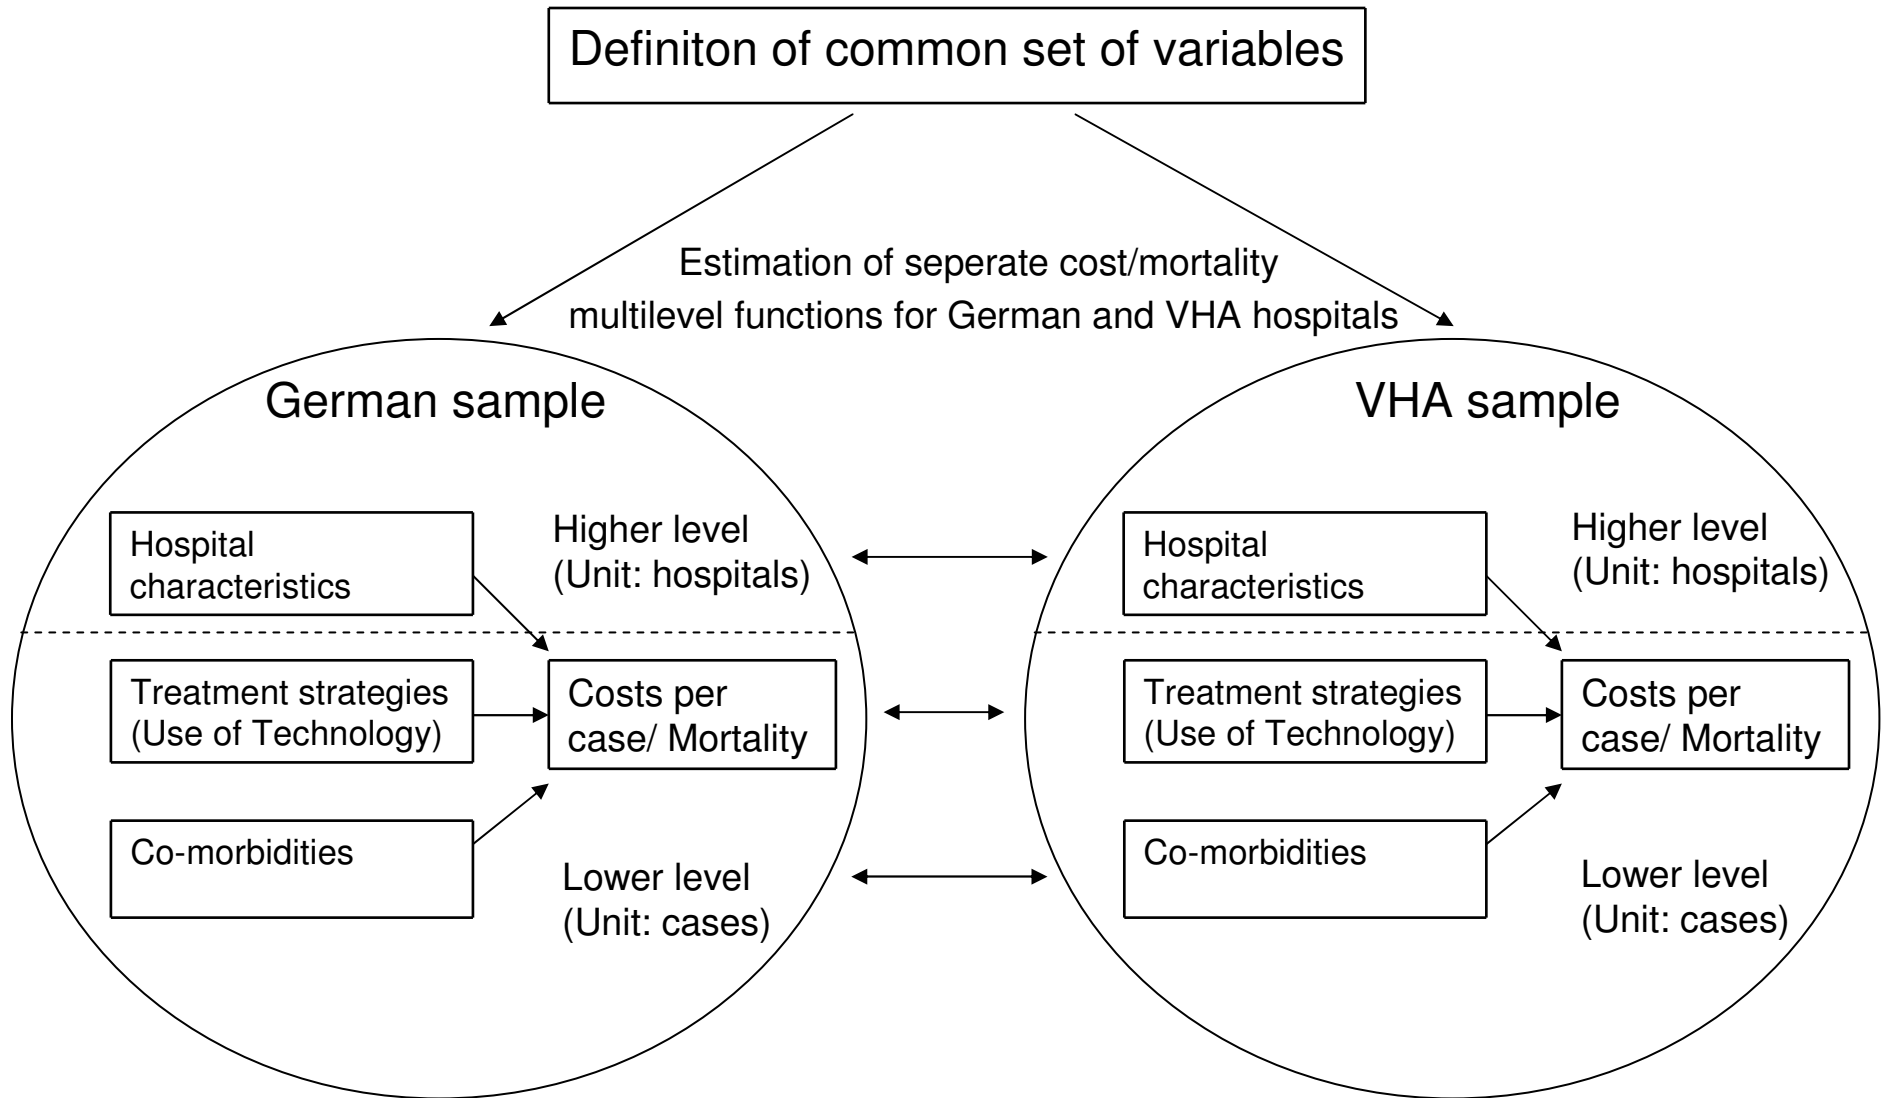 Definiton of common set of variables
Estimation of seperate cost/mortality
multilevel functions for German and VHA hospitals
German sample
Hospital
characteristics
Higher level
(Unit: hospitals)
Treatment strategies
(Use of Technology)
Costs per
case/ Mortality
Co-morbidities
Lower level
(Unit: cases)
VHA sample
Hospital
characteristics
Higher level
(Unit: hospitals)
Treatment strategies
(Use of Technology)
Costs per
case/ Mortality
Co-morbidities
Lower level
(Unit: cases)